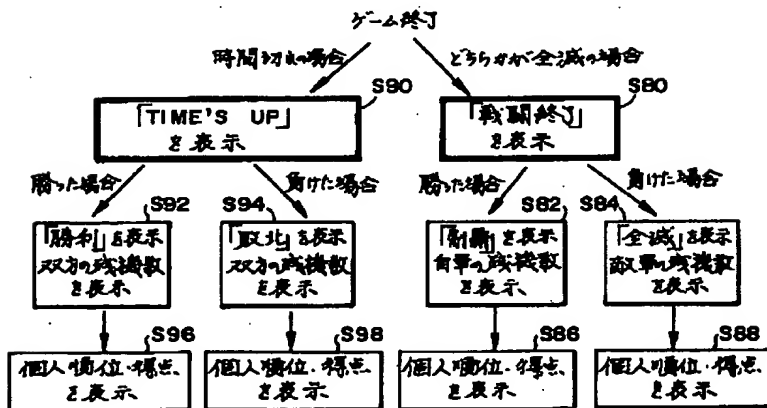 ゲーム終了
時間切れの場合
どちらかが全滅の場合
S90
S80
「TIME'S UP」
を表示
「戦闘終了」
を表示
勝った場合
負けた場合
勝った場合
負けた場合
S92
S94
S82
S84
「勝利」を表示
双方の残機数
を表示
「敗北」を表示
双方の残機数
を表示
を表示
自軍の残機数
を表示
「全滅」を表示
敵軍の残機数
を表示
S96
S98
S86
S88
個人順位・得点
を表示
個人順位・得点
を表示
個人順位・得点
を表示
個人順位・得点
を表示